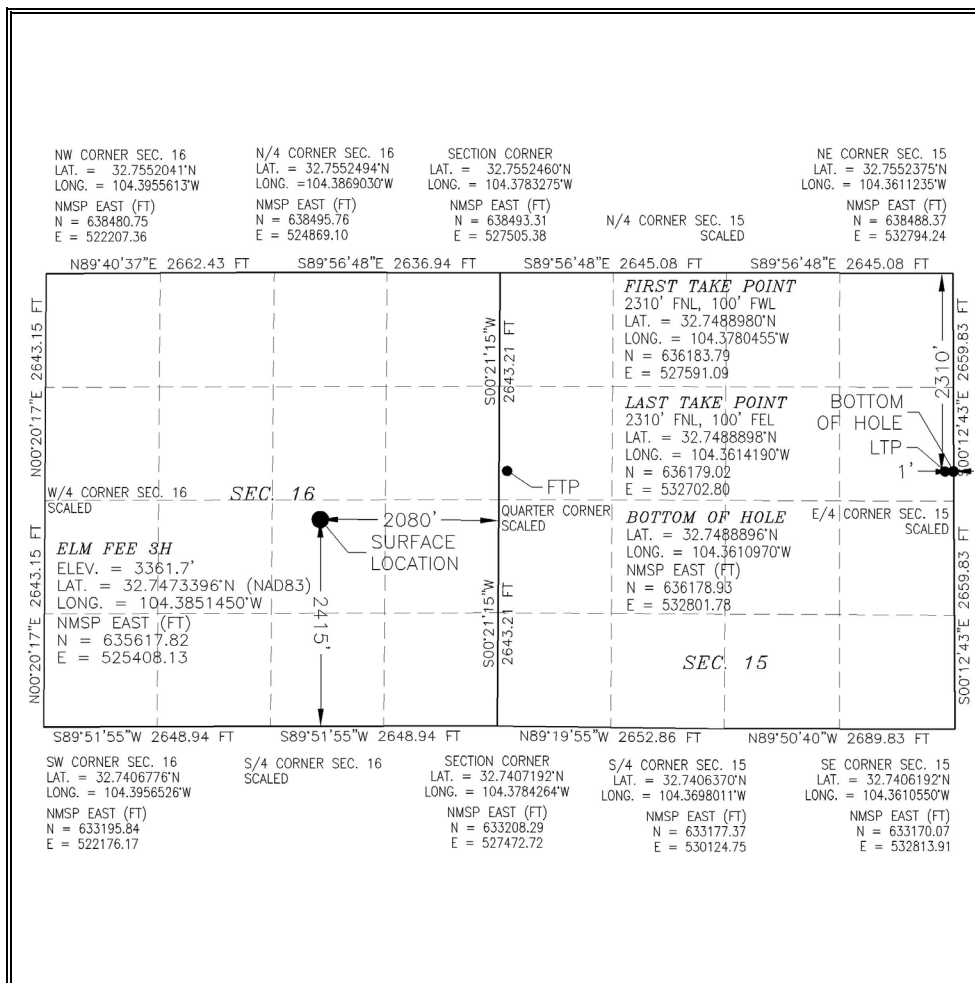 NW CORNER SEC. 16
LAT. = 32.7552041°N
LONG. = 104.3955613°W
NMSP EAST (FT)
N = 638480.75
E = 522207.36
N/4 CORNER SEC. 16
LAT. = 32.7552494°N
LONG. =104.3869030°W
NMSP EAST (FT)
N = 638495.76
E = 524869.10
SECTION CORNER
LAT. = 32.7552460°N
LONG. = 104.3783275°W
NMSP EAST (FT)
N = 638493.31
E = 527505.38
N/4 CORNER SEC. 15
SCALED
NE CORNER SEC. 15
LAT. = 32.7552375°N
LONG. = 104.3611235°W
NMSP EAST (FT)
N = 638488.37
E = 532794.24
N89°40'37"E 2662.43 FT
S89°56'48"E 2636.94 FT
S89°56'48"E 2645.08 FT
S89°56'48"E 2645.08 FT
N00°20'17"E 2643.15 FT
S00°21'15"W
2643.21 FT
FIRST TAKE POINT
2310' FNL, 100' FWL
LAT. = 32.7488980°N
LONG. = 104.3780455°W
N = 636183.79
E = 527591.09
LAST TAKE POINT
2310' FNL, 100' FEL
LAT. = 32.7488898°N
LONG. = 104.3614190°W
N = 636179.02
E = 532702.80
2310'
S00°12'43"E 2659.83 FT
BOTTOM
OF HOLE
LTP
1'
FTP
W/4 CORNER SEC. 16
SCALED
SEC. 16
QUARTER CORNER
SCALED
BOTTOM OF HOLE
LAT. = 32.7488896°N
LONG. = 104.3610970°W
NMSP EAST (FT)
N = 636178.93
E = 532801.78
E/4 CORNER SEC. 15
SCALED
2080'
SURFACE
LOCATION
ELM FEE 3H
ELEV. = 3361.7'
LAT. = 32.7473396°N (NAD83)
LONG. = 104.3851450°W
NMSP EAST (FT)
N = 635617.82
E = 525408.13
2415'
N00°20'17"E 2643.15 FT
S00°21'15"W
2643.21 FT
SEC. 15
S00°12'43"E 2659.83 FT
S89°51'55"W 2648.94 FT
S89°51'55"W 2648.94 FT
N89°19'55"W 2652.86 FT
N89°50'40"W 2689.83 FT
SW CORNER SEC. 16
LAT. = 32.7406776°N
LONG. = 104.3956526°W
NMSP EAST (FT)
N = 633195.84
E = 522176.17
S/4 CORNER SEC. 16
SCALED
SECTION CORNER
LAT. = 32.7407192°N
LONG. = 104.3784264°W
NMSP EAST (FT)
N = 633208.29
E = 527472.72
S/4 CORNER SEC. 15
LAT. = 32.7406370°N
LONG. = 104.3698011°W
NMSP EAST (FT)
N = 633177.37
E = 530124.75
SE CORNER SEC. 15
LAT. = 32.7406192°N
LONG. = 104.3610550°W
NMSP EAST (FT)
N = 633170.07
E = 532813.91